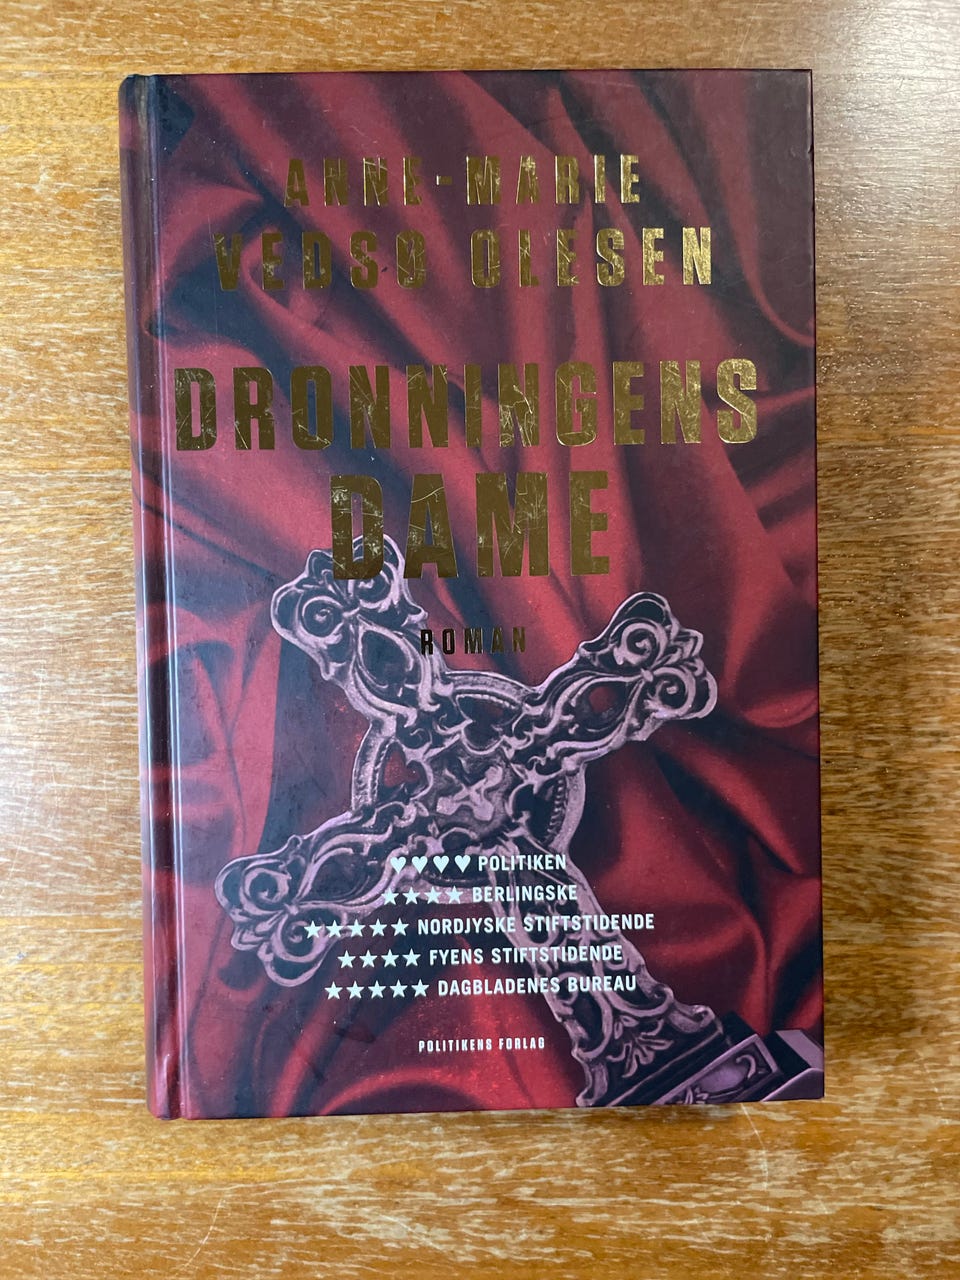 ANNE-MARIE
VEDSØ OLESEN
DRONNINGENS
DAME
ROMAN
♥♥♥♥ POLITIKEN
★★★★ BERLINGSKE
★★★★★ NORDJYSKE STIFTSTIDENDE
★★★★ FYENS STIFTSTIDENDE
★★★★★ DAGBLADENES BUREAU
POLITIKENS FORLAG